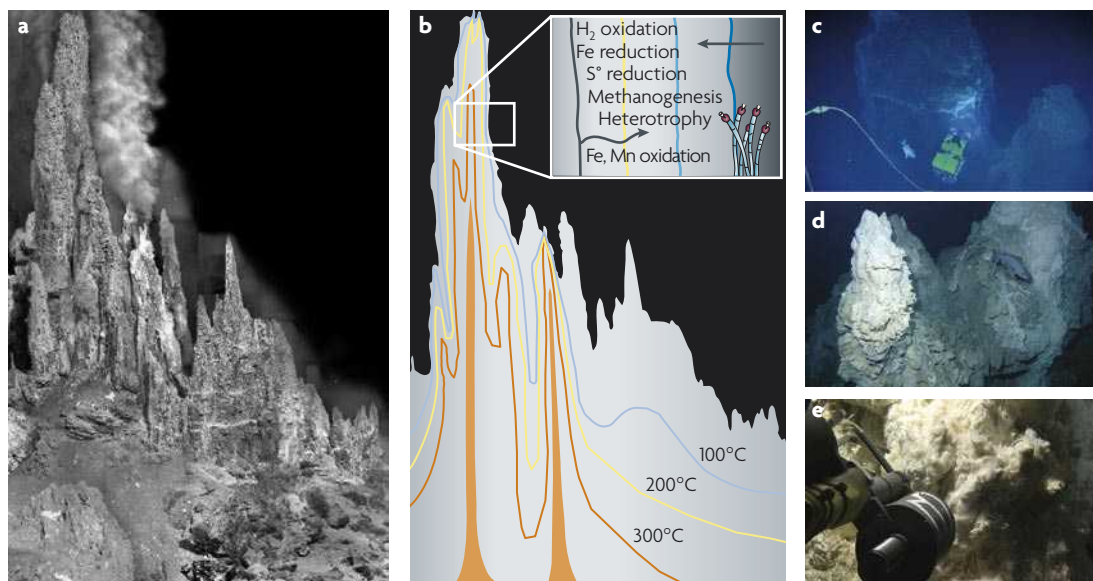 a
b
H₂ oxidation
Fe reduction
S° reduction
Methanogenesis
Heterotrophy
Fe, Mn oxidation
100°C
200°C
300°C
c
d
e